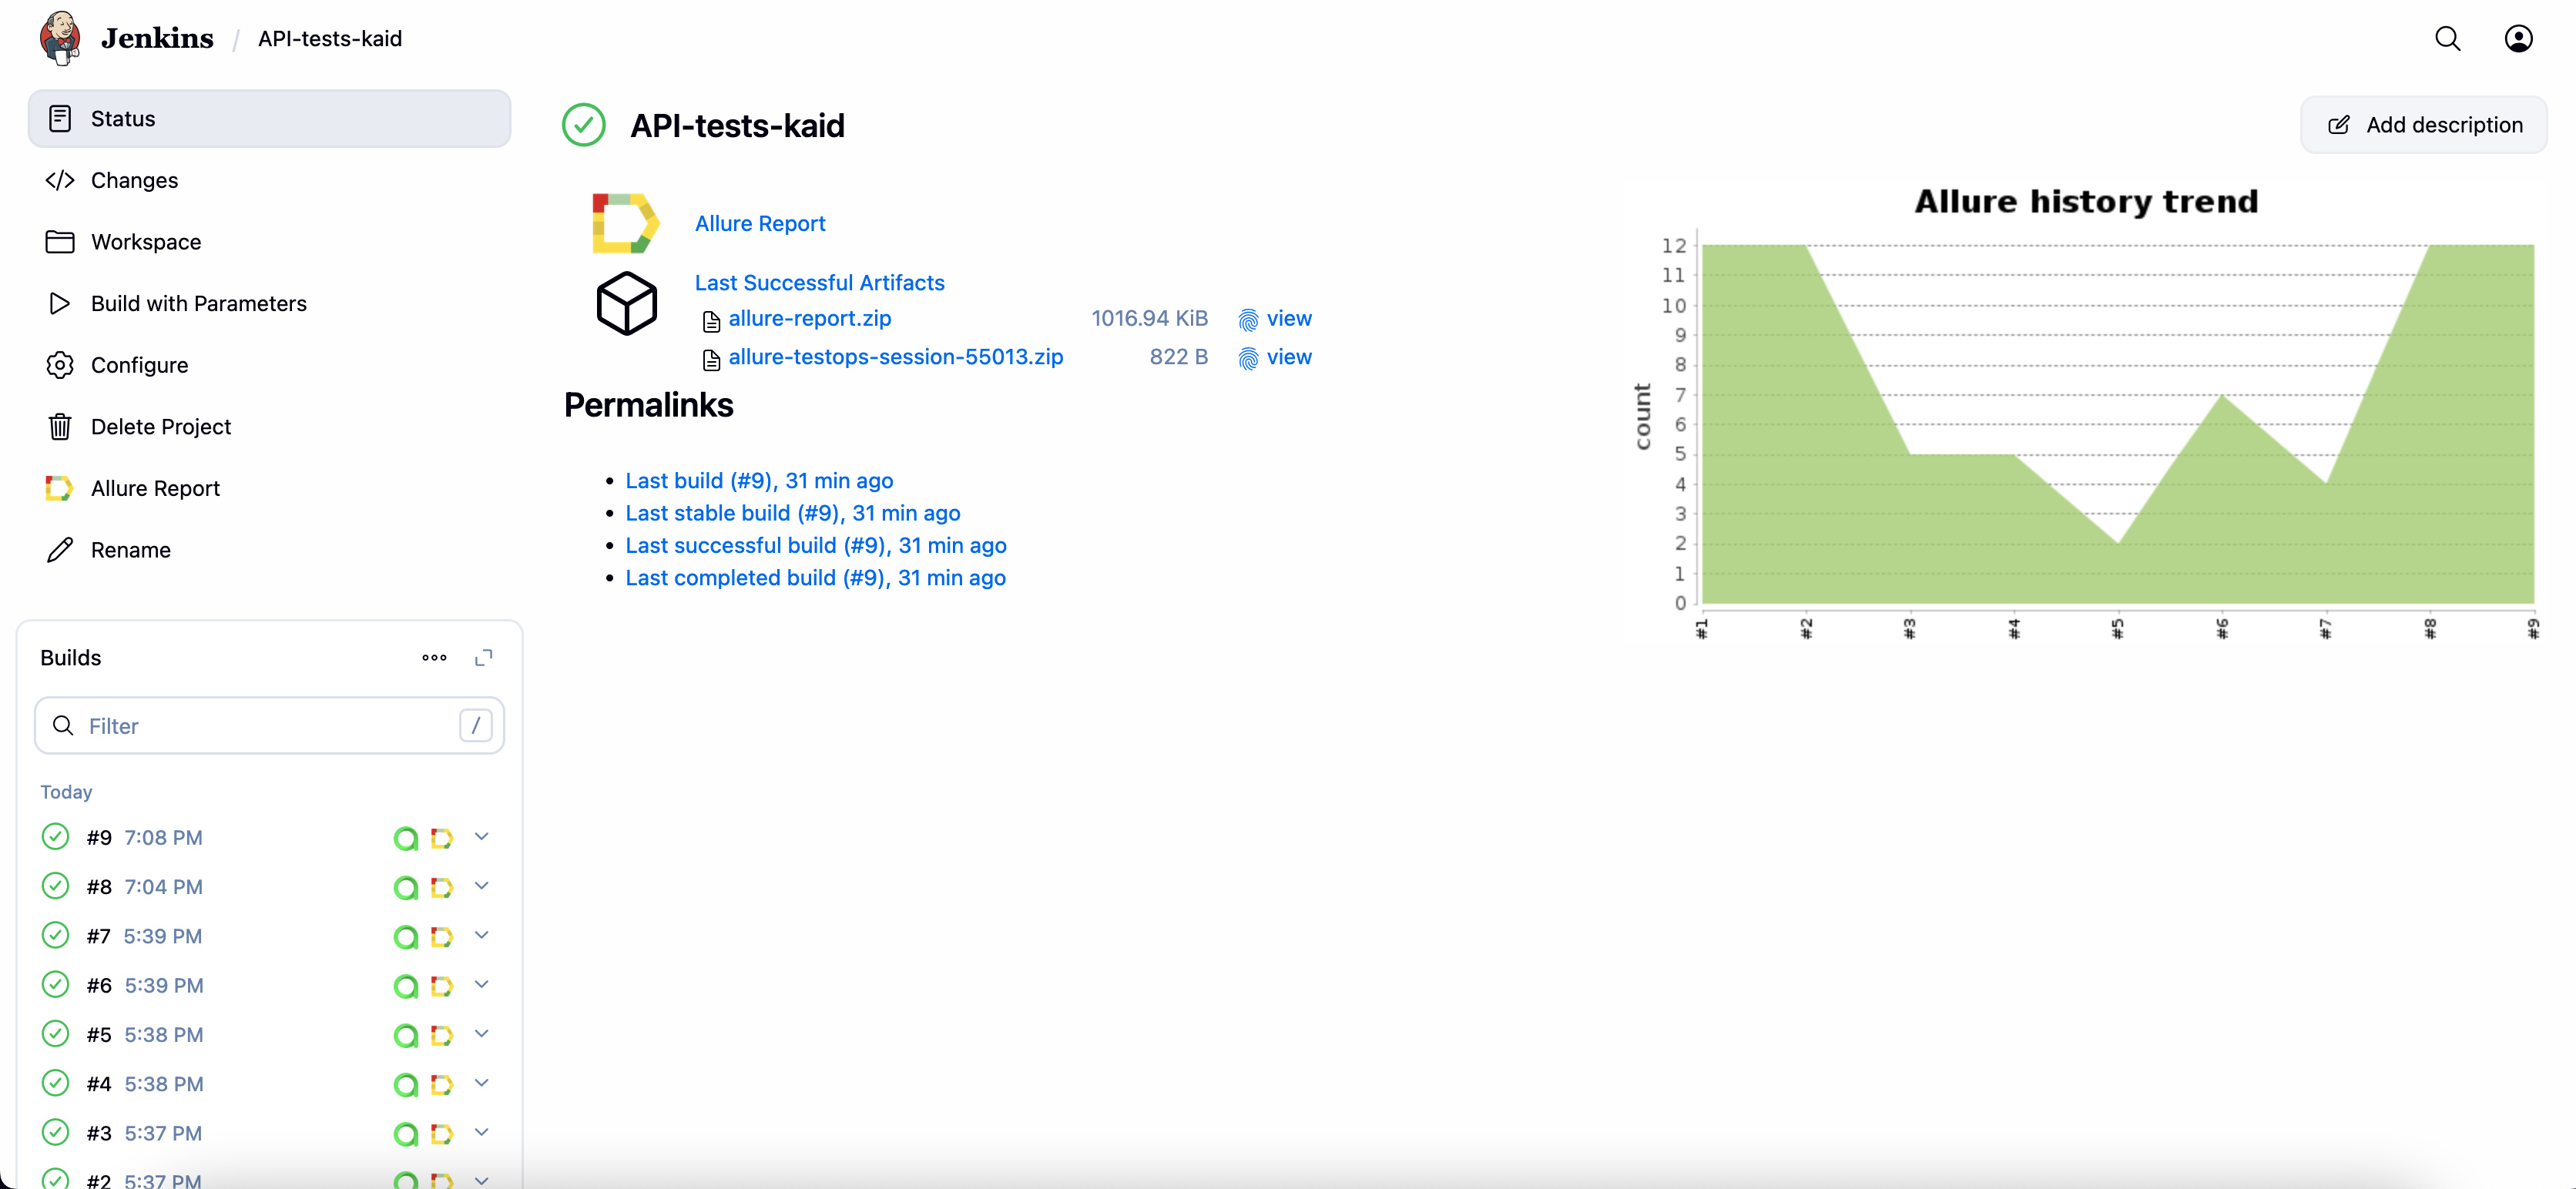 Jenkins / API-tests-kaid
Status
Changes
Workspace
Build with Parameters
Configure
Delete Project
Allure Report
Rename
Builds
Filter /
Today
#9 7:08 PM
#8 7:04 PM
#7 5:39 PM
#6 5:39 PM
#5 5:38 PM
#4 5:38 PM
#3 5:37 PM
#2 5:37 PM
API-tests-kaid
Add description
Allure Report
Last Successful Artifacts
allure-report.zip 1016.94 KiB view
allure-testops-session-55013.zip 822 B view
Permalinks
Last build (#9), 31 min ago
Last stable build (#9), 31 min ago
Last successful build (#9), 31 min ago
Last completed build (#9), 31 min ago
Allure history trend
count
12
11
10
9
8
7
6
5
4
3
2
1
0
#1 #2 #3 #4 #5 #6 #7 #8 #9